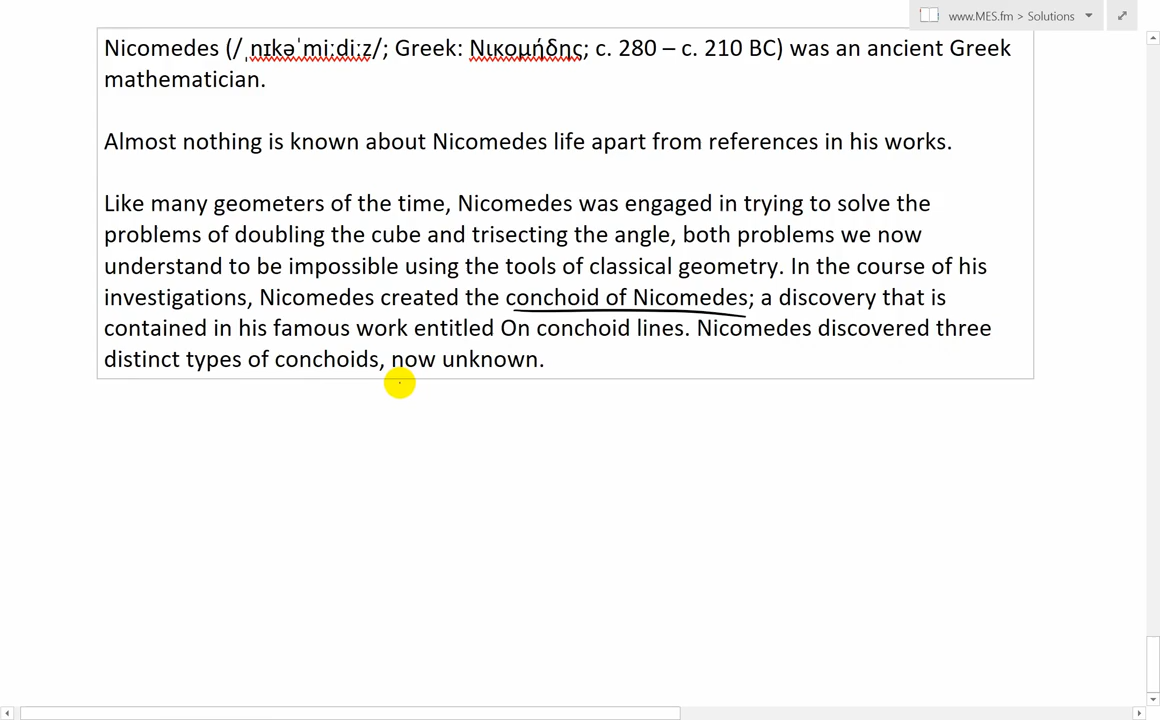 www.MES.fm > Solutions
Nicomedes (/ˌnɪkəˈmiːdiːz/; Greek: Νικομήδης; c. 280 – c. 210 BC) was an ancient Greek
mathematician.
Almost nothing is known about Nicomedes life apart from references in his works.
Like many geometers of the time, Nicomedes was engaged in trying to solve the
problems of doubling the cube and trisecting the angle, both problems we now
understand to be impossible using the tools of classical geometry. In the course of his
investigations, Nicomedes created the conchoid of Nicomedes; a discovery that is
contained in his famous work entitled On conchoid lines. Nicomedes discovered three
distinct types of conchoids, now unknown.